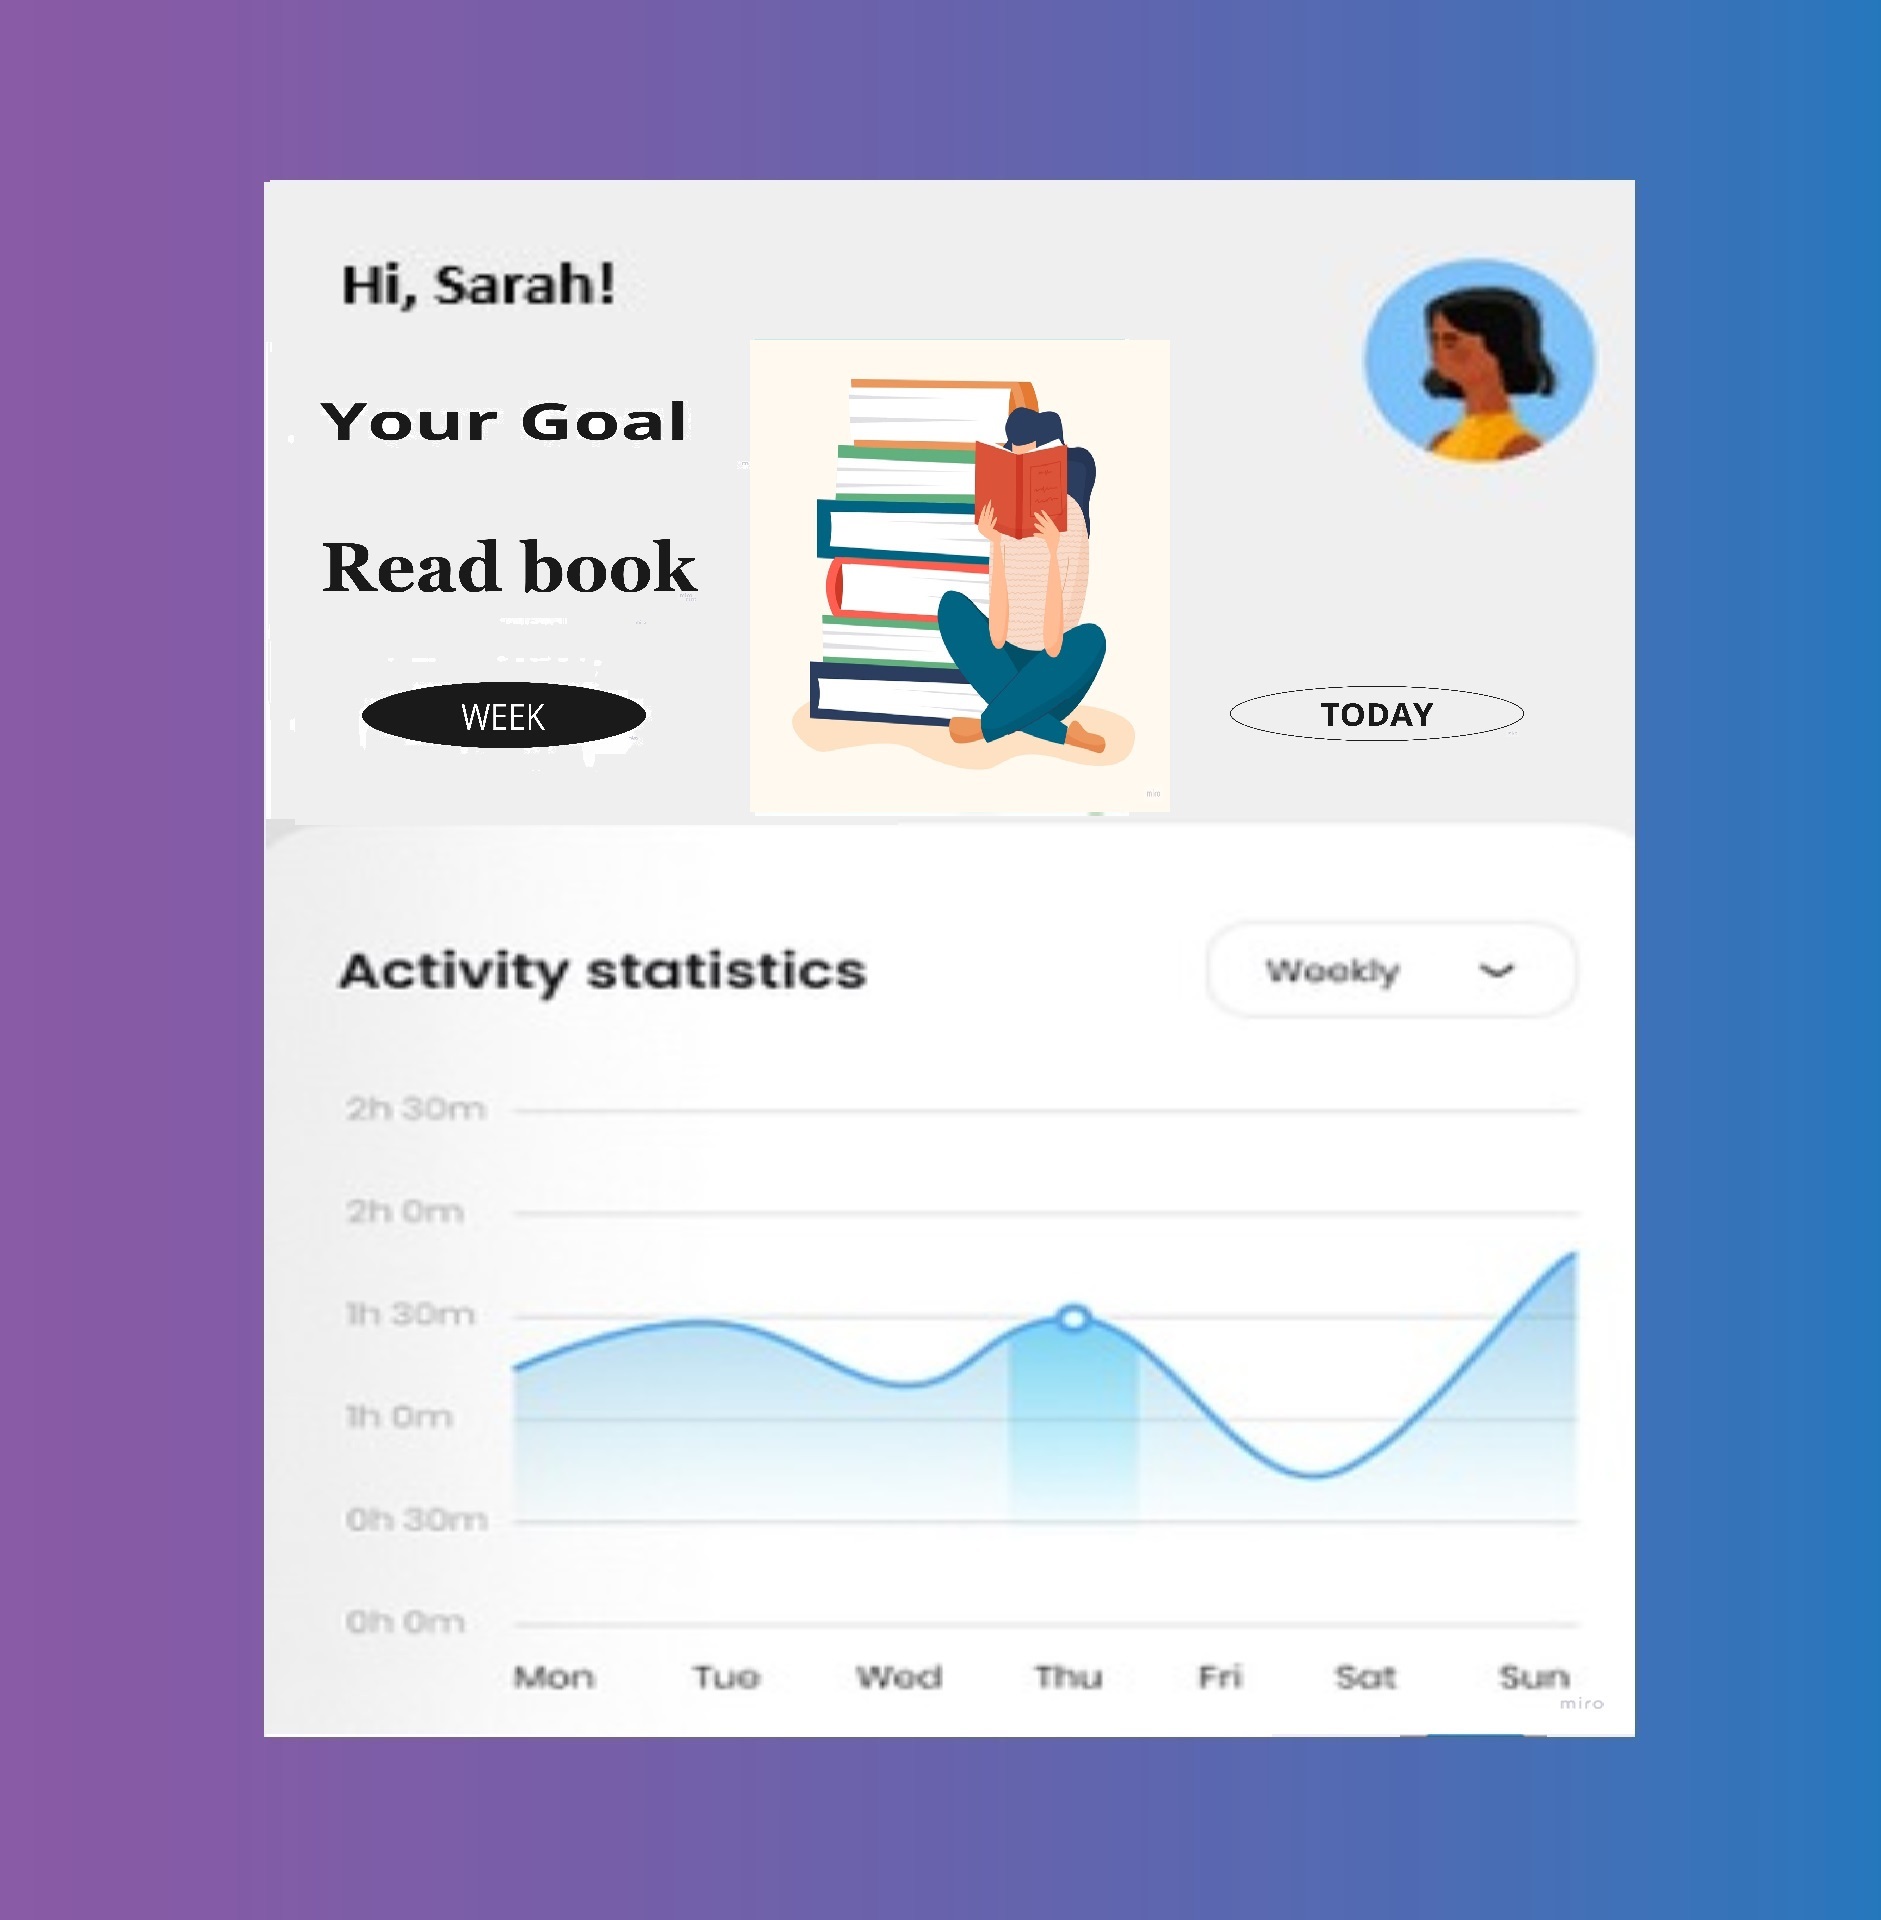 Hi, Sarah!
Your Goal
Read book
WEEK
TODAY
Activity statistics
Weekly
2h 30m
2h 0m
1h 30m
1h 0m
0h 30m
0h 0m
Mon Tue Wed Thu Fri Sat Sun
miro